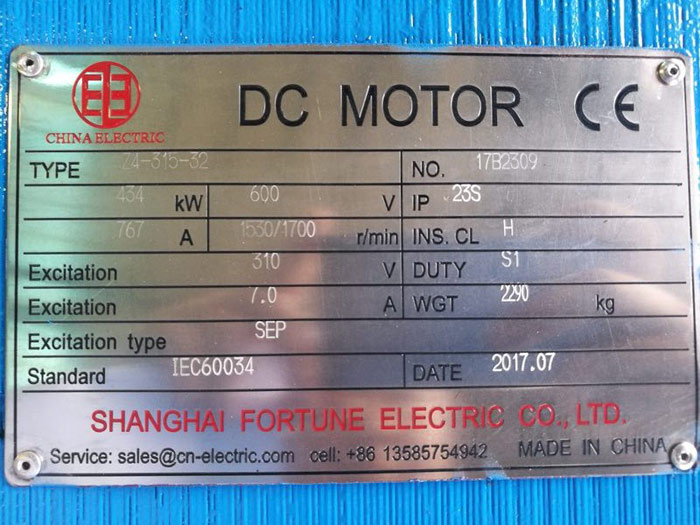 DC MOTOR CE
CHINA ELECTRIC
TYPE Z4-315-32 NO. 17B2309
434 kW 600 V IP 23S
767 A 1530/1700 r/min INS. CL H
Excitation 310 V DUTY S1
Excitation 7.0 A WGT 2290 kg
Excitation type SEP
Standard IEC60034 DATE 2017.07
SHANGHAI FORTUNE ELECTRIC CO., LTD.
Service: sales@cn-electric.com cell: +86 13585754942 MADE IN CHINA